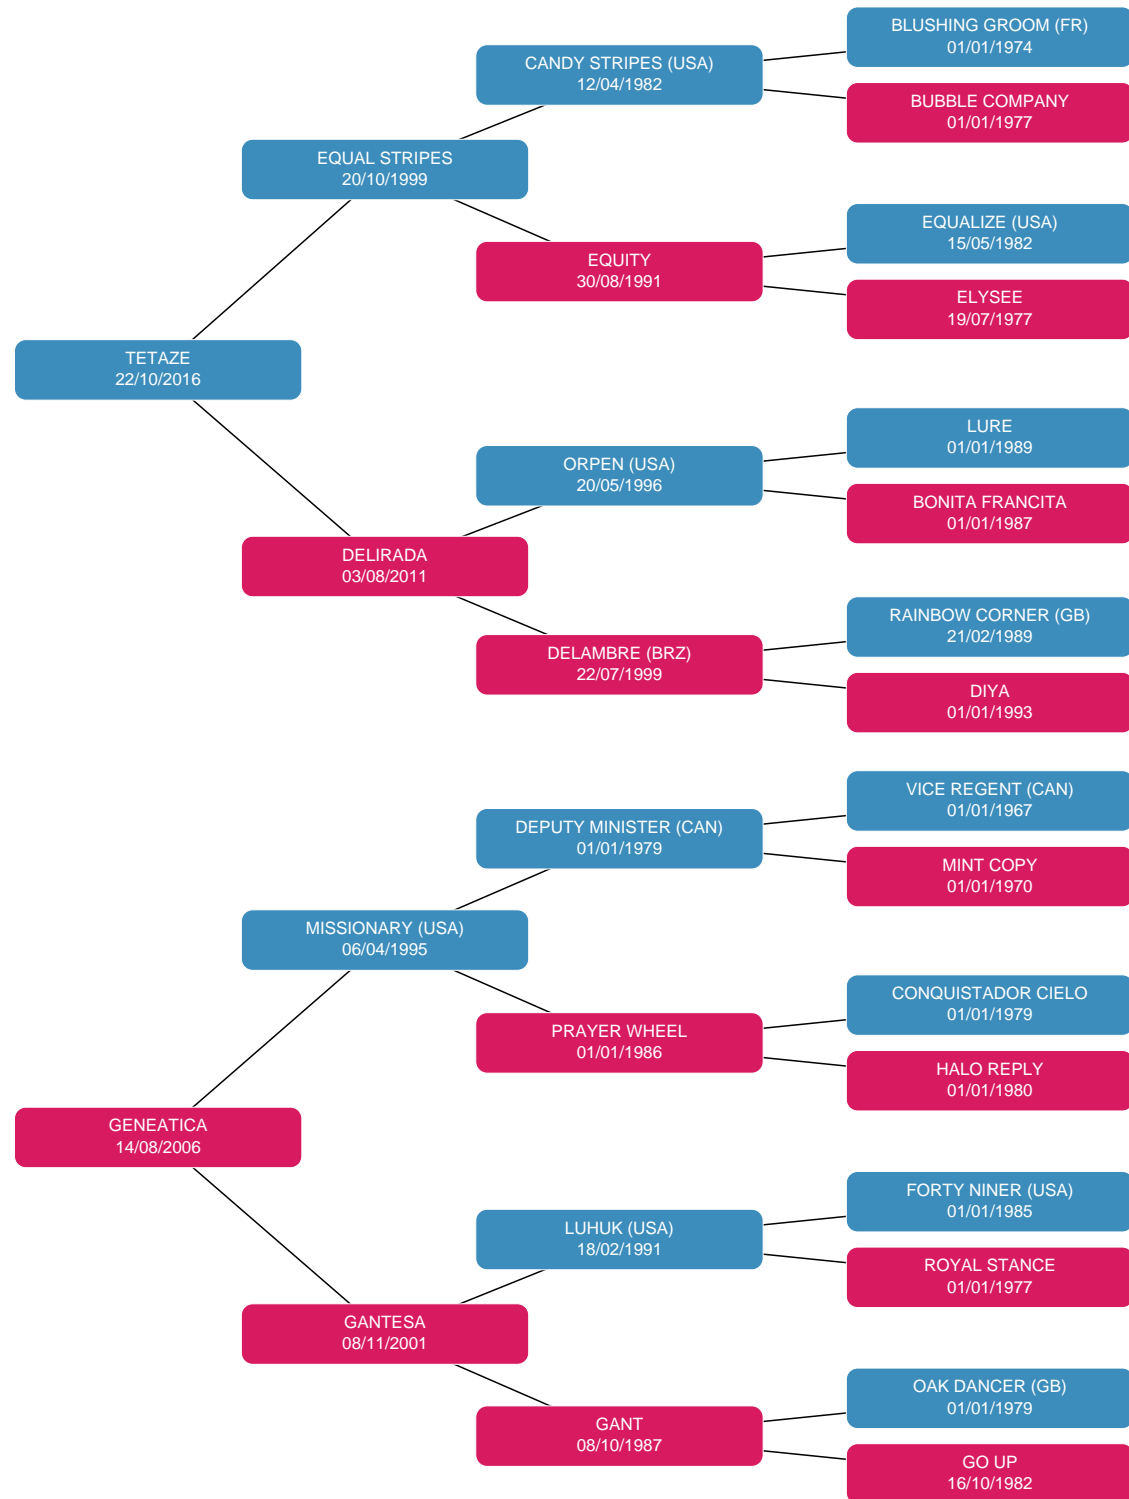 BLUSHING GROOM (FR)
01/01/1974
CANDY STRIPES (USA)
12/04/1982
BUBBLE COMPANY
01/01/1977
EQUAL STRIPES
20/10/1999
EQUALIZE (USA)
15/05/1982
EQUITY
30/08/1991
ELYSEE
19/07/1977
TETAZE
22/10/2016
LURE
01/01/1989
ORPEN (USA)
20/05/1996
BONITA FRANCITA
01/01/1987
DELIRADA
03/08/2011
RAINBOW CORNER (GB)
21/02/1989
DELAMBRE (BRZ)
22/07/1999
DIYA
01/01/1993
VICE REGENT (CAN)
01/01/1967
DEPUTY MINISTER (CAN)
01/01/1979
MINT COPY
01/01/1970
MISSIONARY (USA)
06/04/1995
CONQUISTADOR CIELO
01/01/1979
PRAYER WHEEL
01/01/1986
HALO REPLY
01/01/1980
GENEATICA
14/08/2006
FORTY NINER (USA)
01/01/1985
LUHUK (USA)
18/02/1991
ROYAL STANCE
01/01/1977
GANTESA
08/11/2001
OAK DANCER (GB)
01/01/1979
GANT
08/10/1987
GO UP
16/10/1982